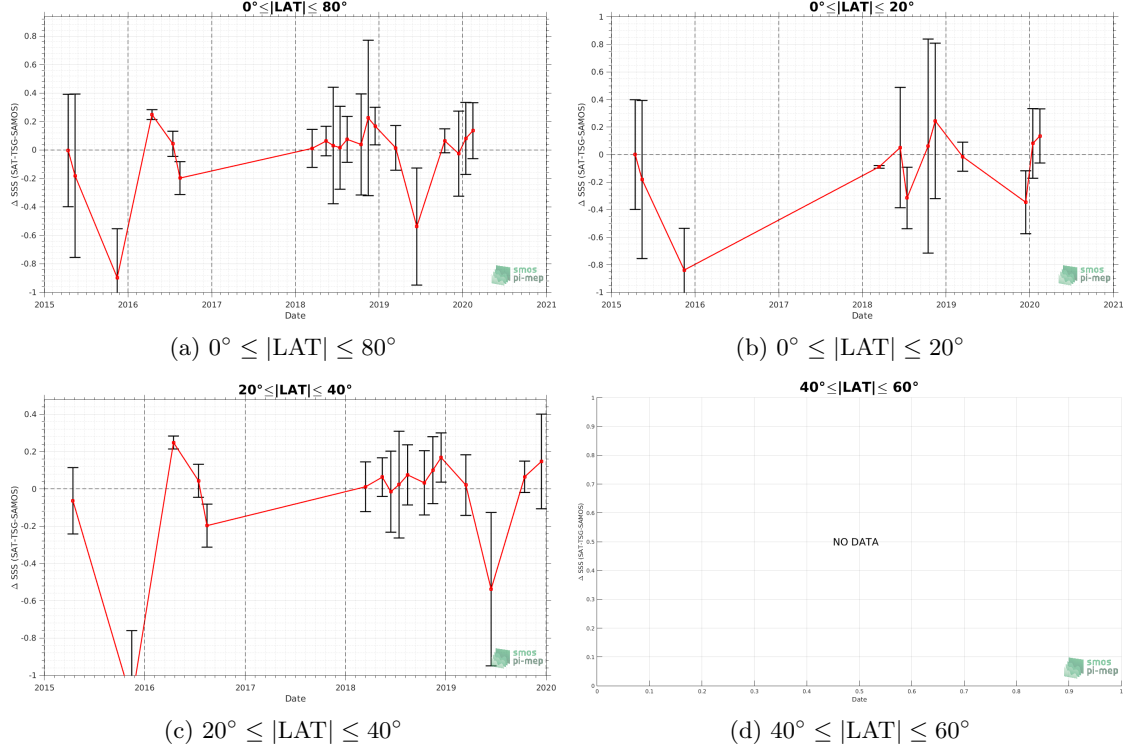 0°≤|LAT|≤ 80°
Δ SSS (SAT-TSG-SAMOS)
0.8
0.6
0.4
0.2
0
-0.2
-0.4
-0.6
-0.8
-1
2015 2016 2017 2018 2019 2020 2021
Date
smos
pi-mep
(a) 0° ≤ |LAT| ≤ 80°
0°≤|LAT|≤ 20°
Δ SSS (SAT-TSG-SAMOS)
1
0.8
0.6
0.4
0.2
0
-0.2
-0.4
-0.6
-0.8
-1
2015 2016 2017 2018 2019 2020 2021
Date
smos
pi-mep
(b) 0° ≤ |LAT| ≤ 20°
20°≤|LAT|≤ 40°
Δ SSS (SAT-TSG-SAMOS)
0.4
0.2
0
-0.2
-0.4
-0.6
-0.8
-1
2015 2016 2017 2018 2019 2020
Date
smos
pi-mep
(c) 20° ≤ |LAT| ≤ 40°
40°≤|LAT|≤ 60°
Δ SSS (SAT-TSG-SAMOS)
1
0.9
0.8
0.7
0.6
0.5
0.4
0.3
0.2
0.1
0
NO DATA
0 0.1 0.2 0.3 0.4 0.5 0.6 0.7 0.8 0.9 1
Date
smos
pi-mep
(d) 40° ≤ |LAT| ≤ 60°